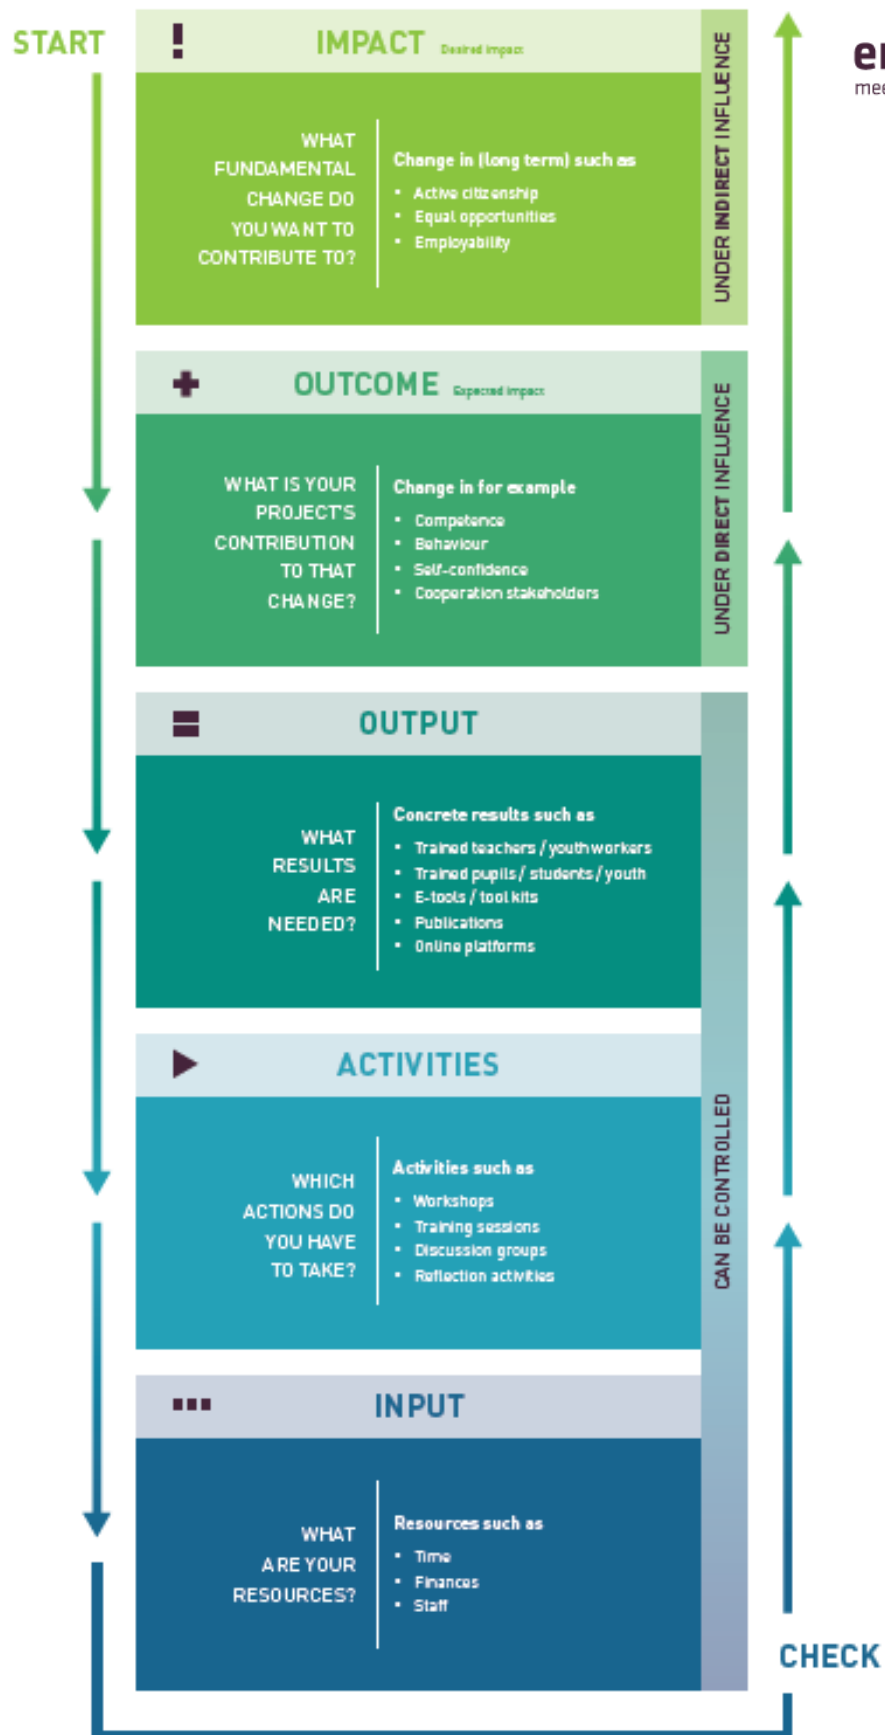 START
! IMPACT Desired impact
WHAT
FUNDAMENTAL
CHANGE DO
YOU WANT TO
CONTRIBUTE TO?
Change in (long term) such as
• Active citizenship
• Equal opportunities
• Employability
UNDER INDIRECT INFLUENCE
OUTCOME Expected impact
WHAT IS YOUR
PROJECT'S
CONTRIBUTION
TO THAT
CHANGE?
Change in for example
• Competence
• Behaviour
• Self-confidence
• Cooperation stakeholders
UNDER DIRECT INFLUENCE
OUTPUT
WHAT
RESULTS
ARE
NEEDED?
Concrete results such as
• Trained teachers / youth workers
• Trained pupils / students / youth
• E-tools / tool kits
• Publications
• Online platforms
ACTIVITIES
WHICH
ACTIONS DO
YOU HAVE
TO TAKE?
Activities such as
• Workshops
• Training sessions
• Discussion groups
• Reflection activities
CAN BE CONTROLLED
INPUT
WHAT
ARE YOUR
RESOURCES?
Resources such as
• Time
• Finances
• Staff
CHECK